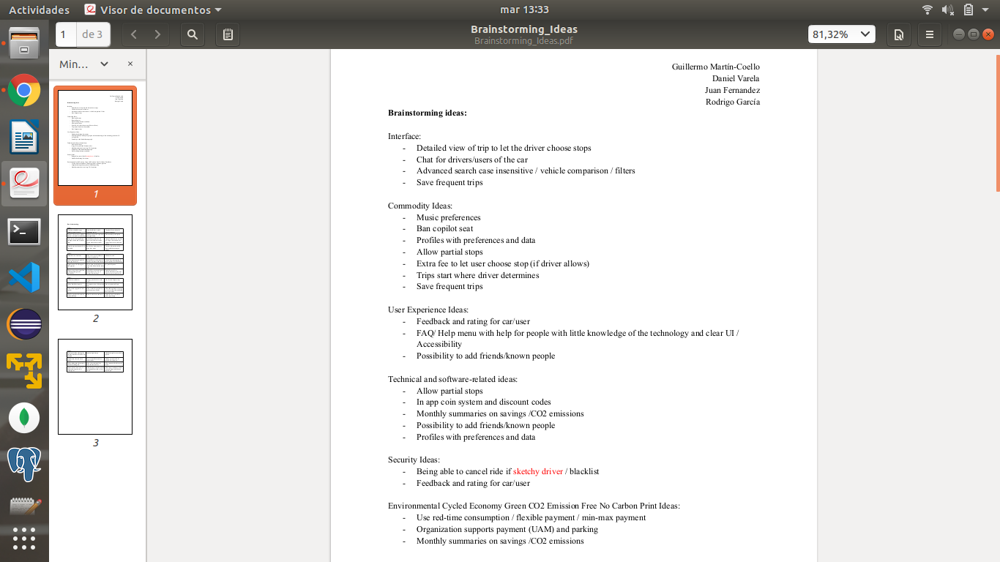 Actividades
Visor de documentos
mar 13:33
1
de 3
Brainstorming_Ideas
Brainstorming_Ideas.pdf
81,32%
Min...
1
2
3
Guillermo Martín-Coello
Daniel Varela
Juan Fernandez
Rodrigo García
Brainstorming ideas:
Interface:
- Detailed view of trip to let the driver choose stops
- Chat for drivers/users of the car
- Advanced search case insensitive / vehicle comparison / filters
- Save frequent trips
Commodity Ideas:
- Music preferences
- Ban copilot seat
- Profiles with preferences and data
- Allow partial stops
- Extra fee to let user choose stop (if driver allows)
- Trips start where driver determines
- Save frequent trips
User Experience Ideas:
- Feedback and rating for car/user
- FAQ/ Help menu with help for people with little knowledge of the technology and clear UI /
Accessibility
- Possibility to add friends/known people
Technical and software-related ideas:
- Allow partial stops
- In app coin system and discount codes
- Monthly summaries on savings /CO2 emissions
- Possibility to add friends/known people
- Profiles with preferences and data
Security Ideas:
- Being able to cancel ride if sketchy driver / blacklist
- Feedback and rating for car/user
Environmental Cycled Economy Green CO2 Emission Free No Carbon Print Ideas:
- Use red-time consumption / flexible payment / min-max payment
- Organization supports payment (UAM) and parking
- Monthly summaries on savings /CO2 emissions